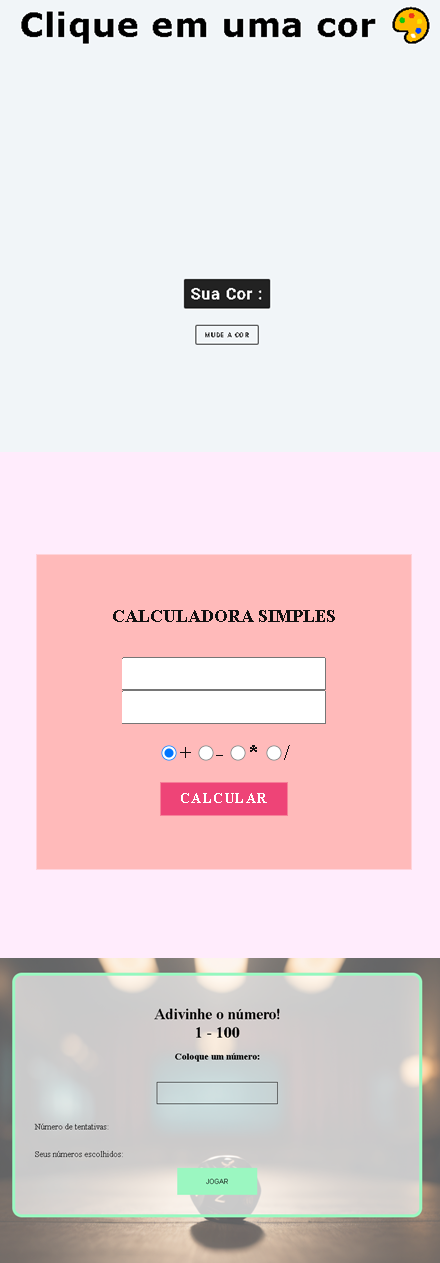 Clique em uma cor 🎨
Sua Cor :
MUDE A COR
CALCULADORA SIMPLES
+ - * /
CALCULAR
Adivinhe o número!
1 - 100
Coloque um número:
Número de tentativas:
Seus números escolhidos:
JOGAR